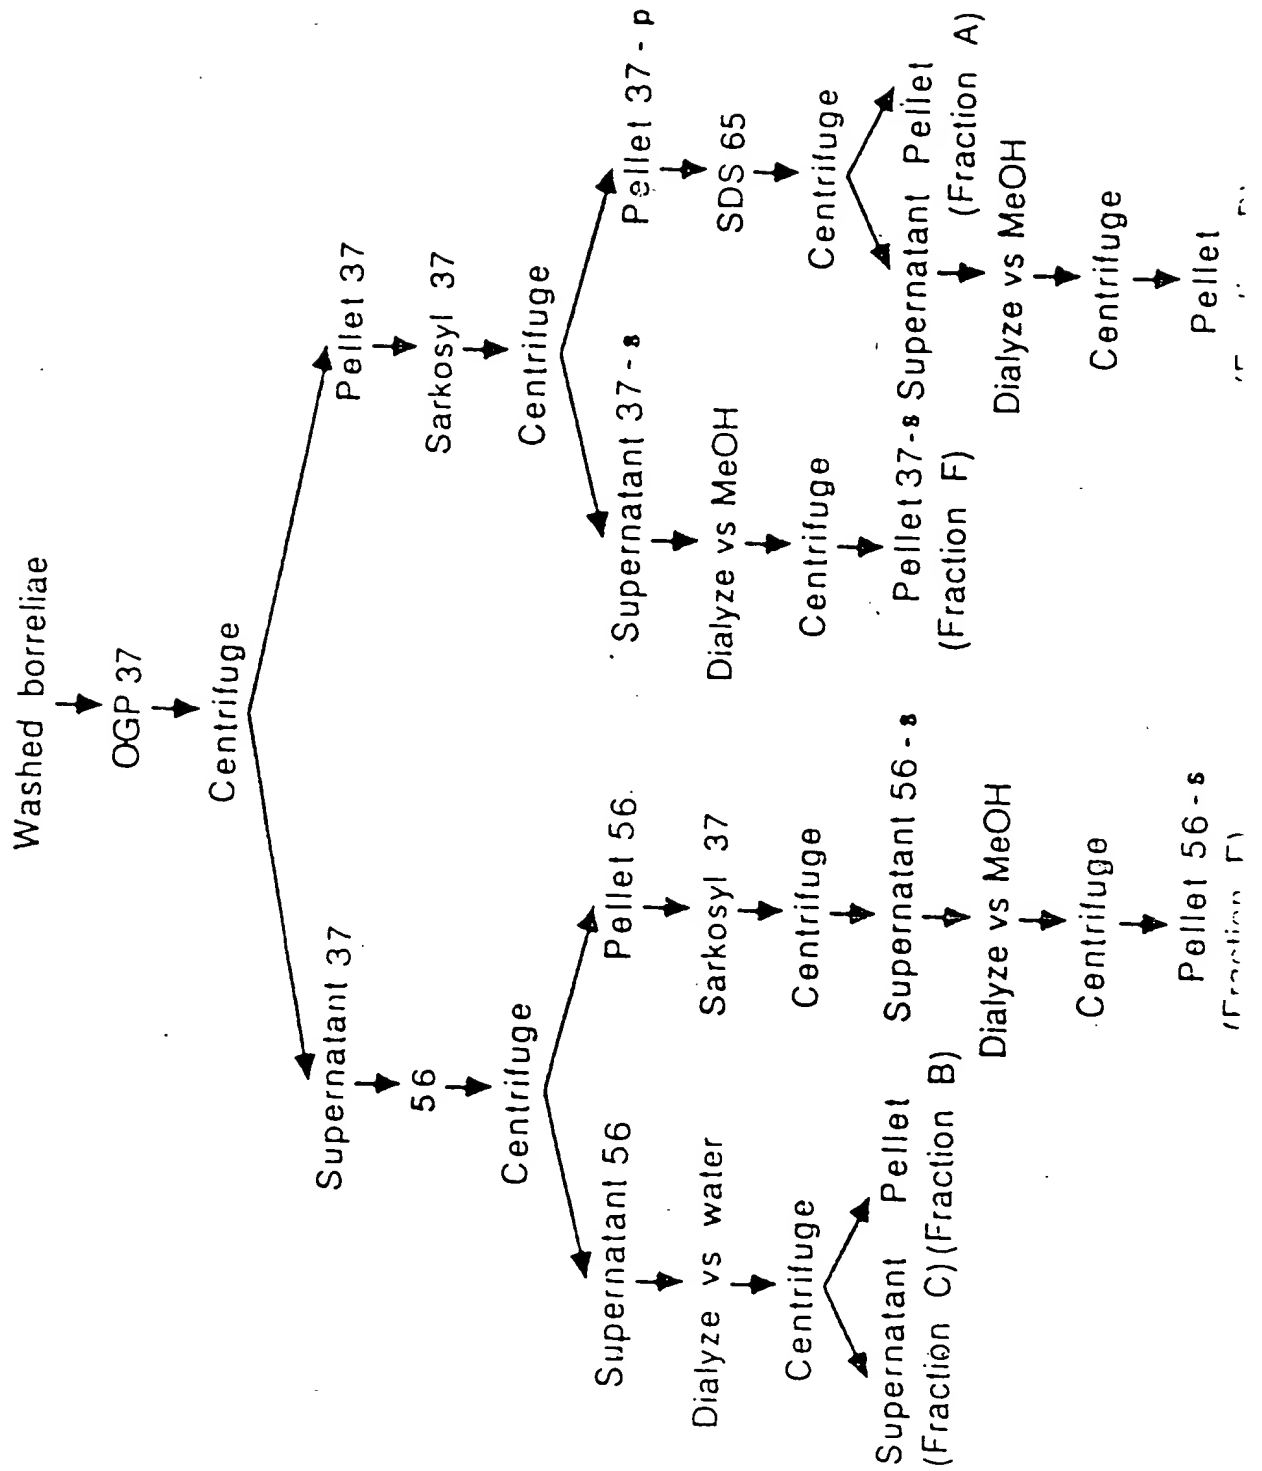 Washed borreliae
OGP 37
Centrifuge
Supernatant 37
Pellet 37
56
Sarkosyl 37
Centrifuge
Centrifuge
Supernatant 56
Pellet 56
Supernatant 37-s
Pellet 37-p
Dialyze vs water
Sarkosyl 37
Dialyze vs MeOH
SDS 65
Centrifuge
Centrifuge
Centrifuge
Centrifuge
Supernatant Pellet
(Fraction C) (Fraction B)
Supernatant 56-s
Pellet 37-s
(Fraction F)
Supernatant Pellet
(Fraction A)
Dialyze vs MeOH
Dialyze vs MeOH
Centrifuge
Centrifuge
Pellet 56-s
Pellet